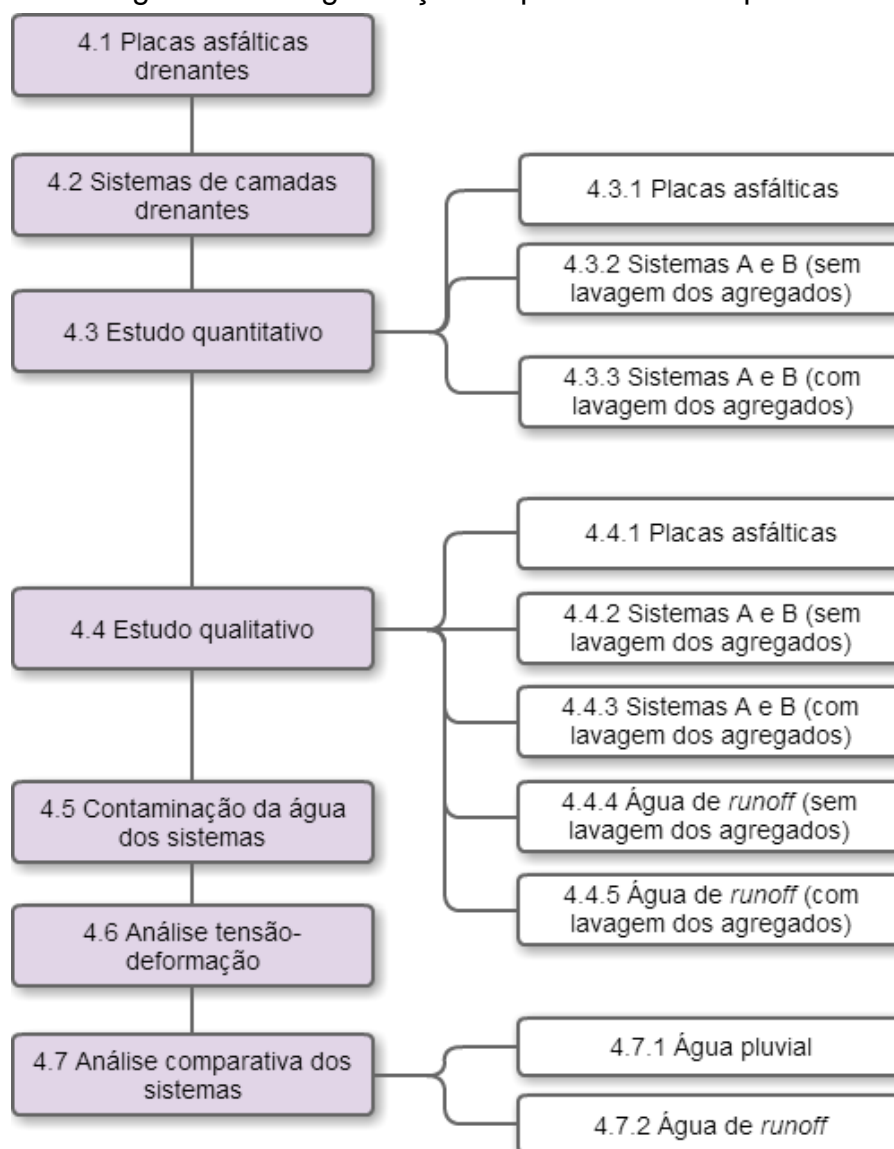 4.1 Placas asfálticas
drenantes
4.2 Sistemas de camadas
drenantes
4.3 Estudo quantitativo
4.3.1 Placas asfálticas
4.3.2 Sistemas A e B (sem
lavagem dos agregados)
4.3.3 Sistemas A e B (com
lavagem dos agregados)
4.4 Estudo qualitativo
4.4.1 Placas asfálticas
4.4.2 Sistemas A e B (sem
lavagem dos agregados)
4.4.3 Sistemas A e B (com
lavagem dos agregados)
4.4.4 Água de runoff (sem
lavagem dos agregados)
4.4.5 Água de runoff (com
lavagem dos agregados)
4.5 Contaminação da água
dos sistemas
4.6 Análise tensão-
deformação
4.7 Análise comparativa dos
sistemas
4.7.1 Água pluvial
4.7.2 Água de runoff